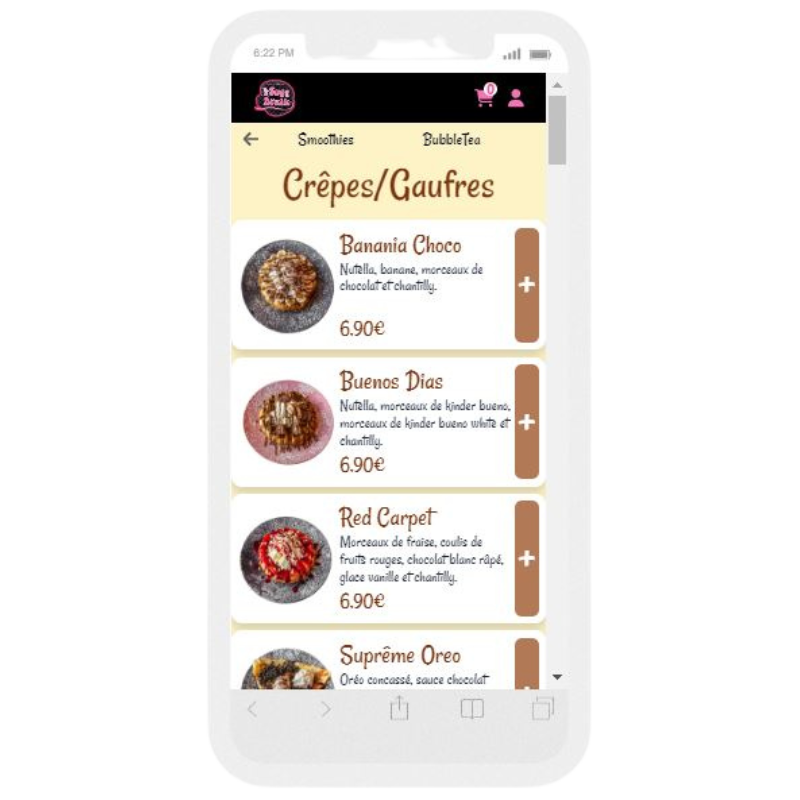 6:22 PM
0
Smoothies BubbleTea
Crêpes/Gaufres
Banania Choco
Nutella, banane, morceaux de
chocolat et chantilly.
6.90€
+
Buenos Dias
Nutella, morceaux de kinder bueno,
morceaux de kinder bueno white et
chantilly.
6.90€
+
Red Carpet
Morceaux de fraise, coulis de
fruits rouges, chocolat blanc râpé,
glace vanille et chantilly.
6.90€
+
Suprême Oreo
Oréo concassé, sauce chocolat